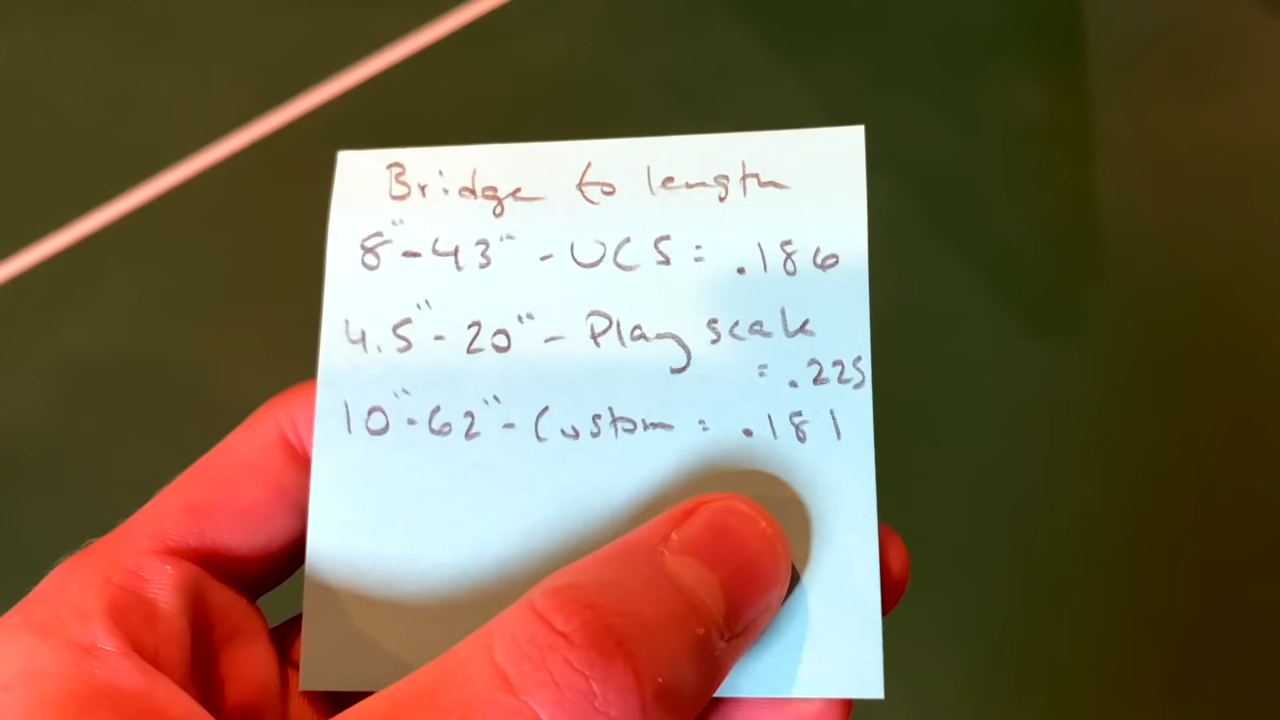 Bridge to length
8"-43" - UCS = .186
4.5"- 20" - Play scale
= .225
10"-62" - Custom = .181